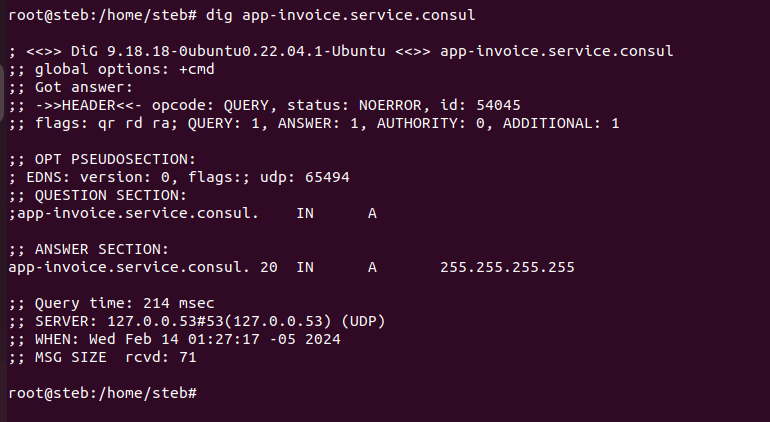 root@steb:/home/steb# dig app-invoice.service.consul
; <<>> DiG 9.18.18-0ubuntu0.22.04.1-Ubuntu <<>> app-invoice.service.consul
;; global options: +cmd
;; Got answer:
;; ->>HEADER<<- opcode: QUERY, status: NOERROR, id: 54045
;; flags: qr rd ra; QUERY: 1, ANSWER: 1, AUTHORITY: 0, ADDITIONAL: 1
;; OPT PSEUDOSECTION:
; EDNS: version: 0, flags:; udp: 65494
;; QUESTION SECTION:
;app-invoice.service.consul. IN A
;; ANSWER SECTION:
app-invoice.service.consul. 20 IN A 255.255.255.255
;; Query time: 214 msec
;; SERVER: 127.0.0.53#53(127.0.0.53) (UDP)
;; WHEN: Wed Feb 14 01:27:17 -05 2024
;; MSG SIZE rcvd: 71
root@steb:/home/steb#